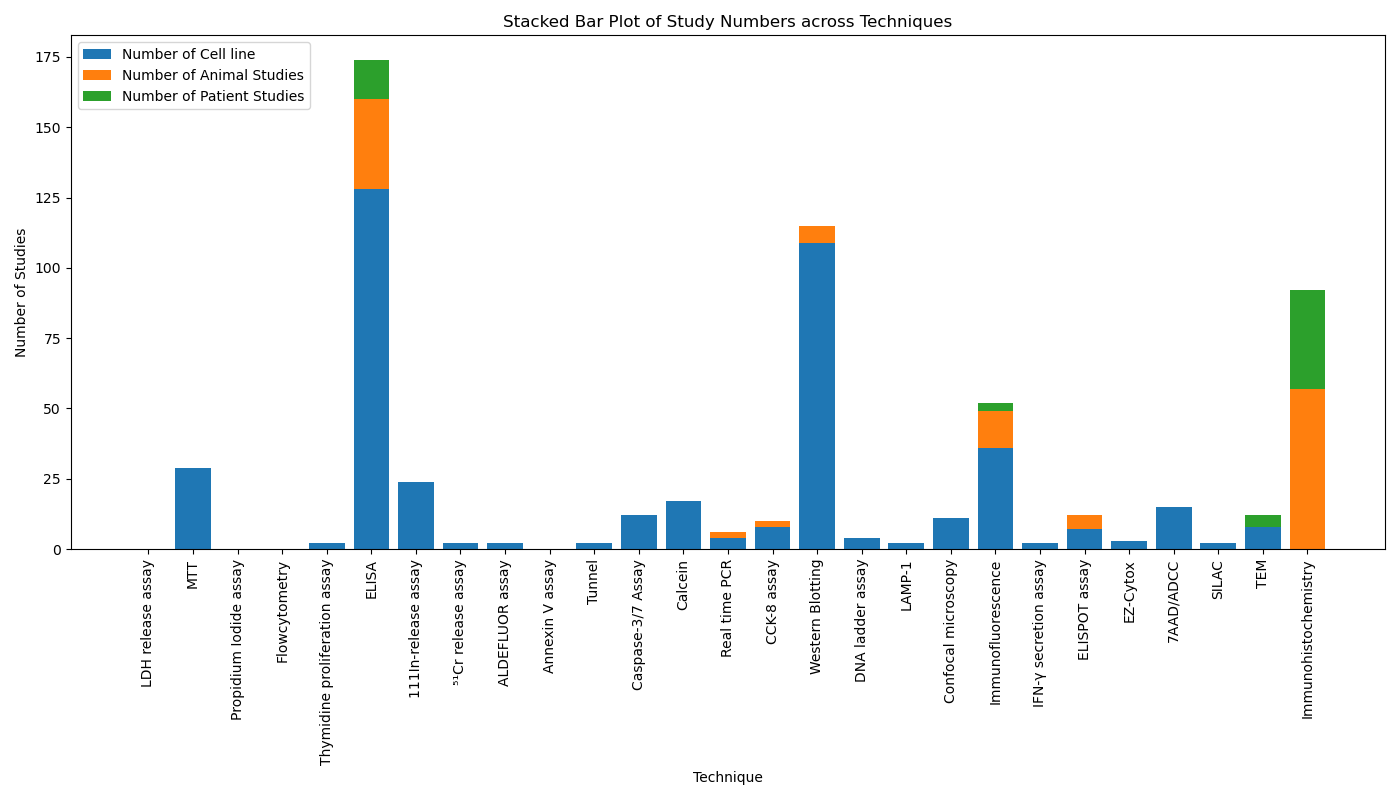 Stacked Bar Plot of Study Numbers across Techniques
Number of Cell line
Number of Animal Studies
Number of Patient Studies
Number of Studies
175
150
125
100
75
50
25
0
LDH release assay
MTT
Propidium Iodide assay
Flowcytometry
Thymidine proliferation assay
ELISA
111In-release assay
⁵¹Cr release assay
ALDEFLUOR assay
Annexin V assay
Tunnel
Caspase-3/7 Assay
Calcein
Real time PCR
CCK-8 assay
Western Blotting
DNA ladder assay
LAMP-1
Confocal microscopy
Immunofluorescence
IFN-γ secretion assay
ELISPOT assay
EZ-Cytox
7AAD/ADCC
SILAC
TEM
Immunohistochemistry
Technique